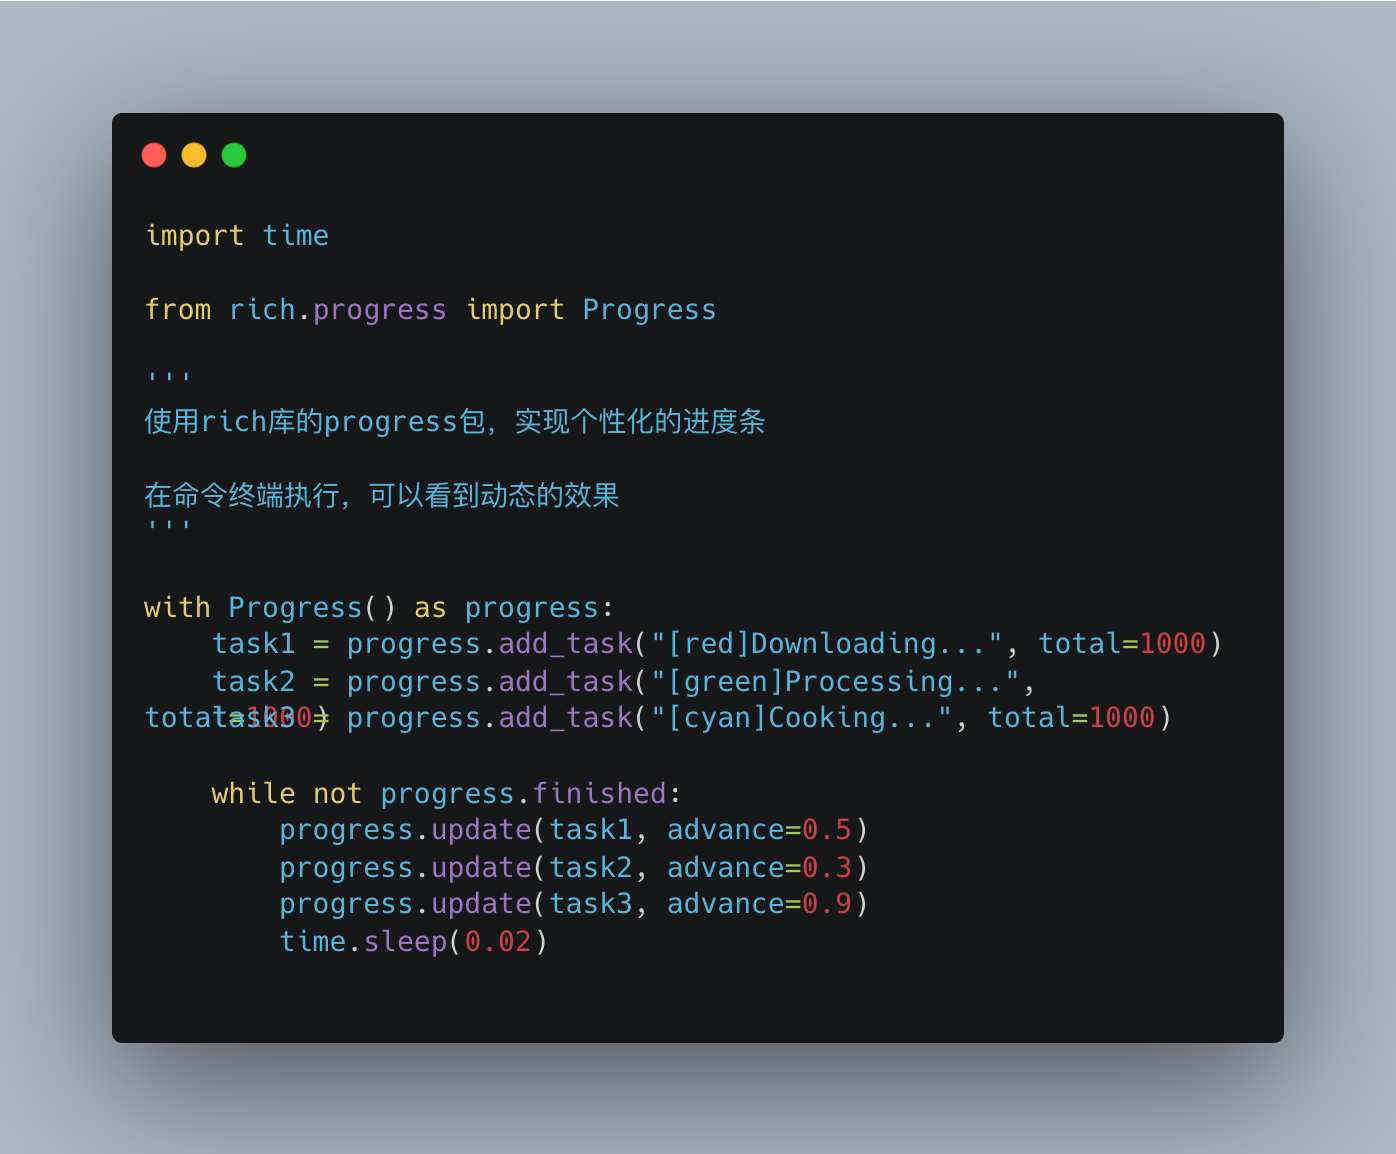 import time
from rich.progress import Progress
'''
使用rich库的progress包，实现个性化的进度条
在命令终端执行，可以看到动态的效果
'''
with Progress() as progress:
    task1 = progress.add_task("[red]Downloading...", total=1000)
    task2 = progress.add_task("[green]Processing...",
total=1000)
    task3 = progress.add_task("[cyan]Cooking...", total=1000)
    while not progress.finished:
        progress.update(task1, advance=0.5)
        progress.update(task2, advance=0.3)
        progress.update(task3, advance=0.9)
        time.sleep(0.02)